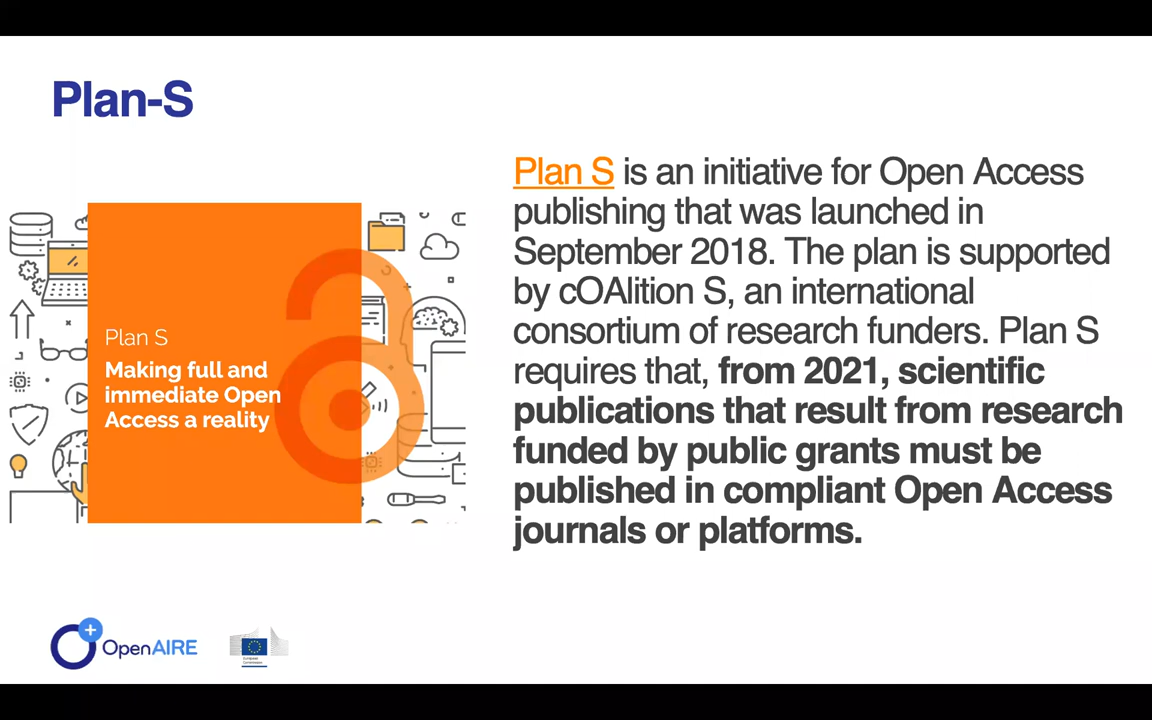 Plan-S
Plan S is an initiative for Open Access
publishing that was launched in
September 2018. The plan is supported
by cOAlition S, an international
consortium of research funders. Plan S
requires that, from 2021, scientific
publications that result from research
funded by public grants must be
published in compliant Open Access
journals or platforms.
Plan S
Making full and
immediate Open
Access a reality
OpenAIRE
European
Commission